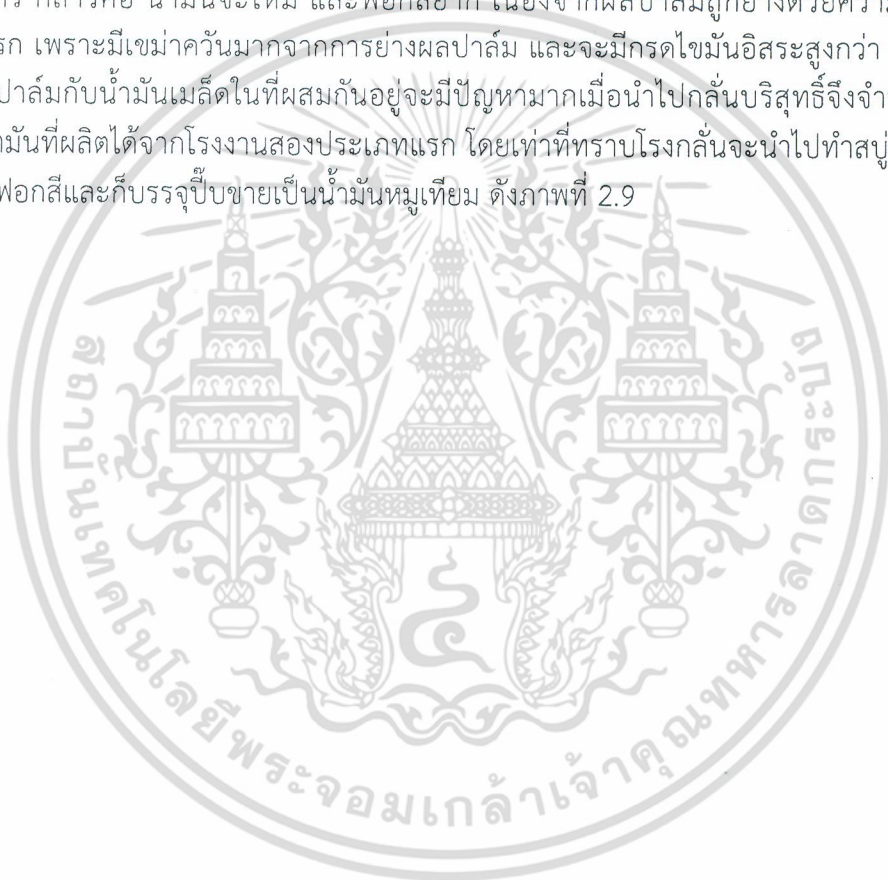 เพราะมีเขม่าควันมากจากการย่างผลปาล์ม และจะมีกรดไขมันอิสระสูงกว่า
ปาล์มกับน้ำมันเมล็ดในที่ผสมกันอยู่จะมีปัญหามากเมื่อนำไปกลั่นบริสุทธิ์จึงจำ
มันที่ผลิตได้จากโรงงานสองประเภทแรก โดยเท่าที่ทราบโรงกลั่นจะนำไปทำสบู่
ฟอกสีและก็บรรจุปี๊บขายเป็นน้ำมันหมูเทียม ดังภาพที่ 2.9
สถาบันเทคโนโลยีพระจอมเกล้าเจ้าคุณทหารลาดกระบัง
๔